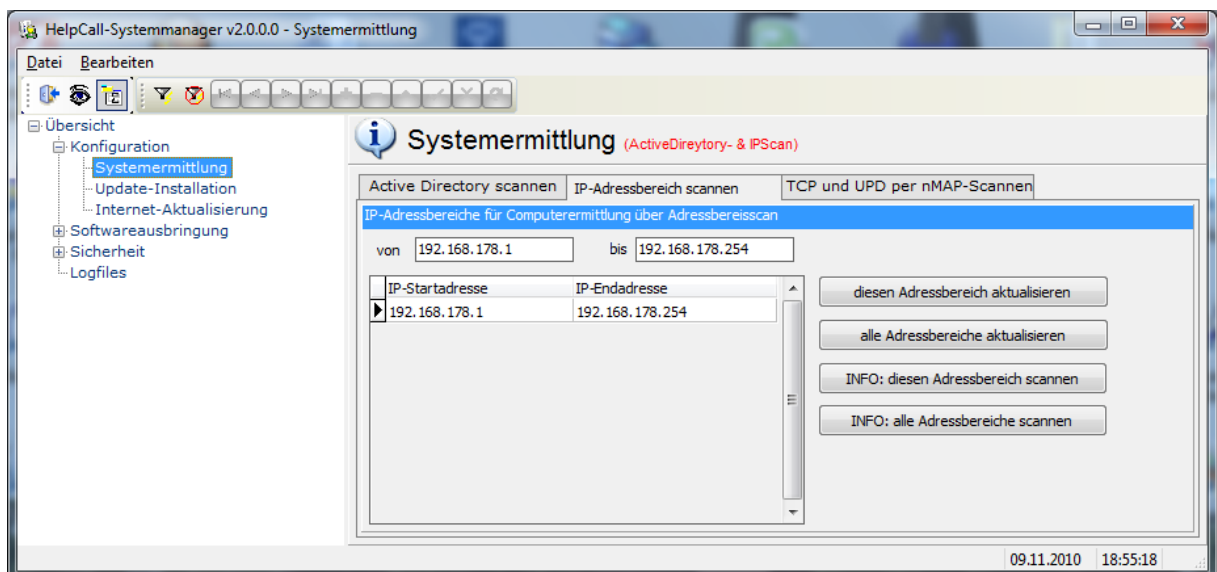 HelpCall-Systemmanager v2.0.0.0 - Systemermittlung
Datei Bearbeiten
Übersicht
Konfiguration
Systemermittlung
Update-Installation
Internet-Aktualisierung
Softwareausbringung
Sicherheit
Logfiles
Systemermittlung (ActiveDireytory- & IPScan)
Active Directory scannen IP-Adressbereich scannen TCP und UPD per nMAP-Scannen
IP-Adressbereiche für Computerermittlung über Adressbereisscan
von 192.168.178.1 bis 192.168.178.254
IP-Startadresse IP-Endadresse
192.168.178.1 192.168.178.254
diesen Adressbereich aktualisieren
alle Adressbereiche aktualisieren
INFO: diesen Adressbereich scannen
INFO: alle Adressbereiche scannen
09.11.2010 18:55:18